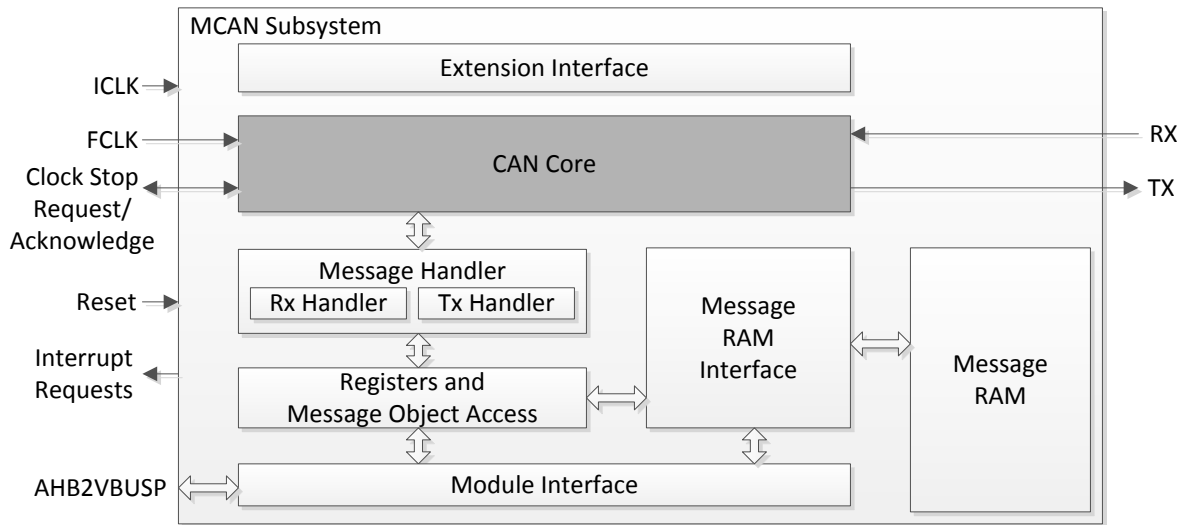 MCAN Subsystem
Extension Interface
ICLK
FCLK
CAN Core
RX
Clock Stop
Request/
Acknowledge
TX
Message Handler
Rx Handler
Tx Handler
Reset
Message
RAM
Interface
Message
RAM
Interrupt
Requests
Registers and
Message Object Access
AHB2VBUSP
Module Interface